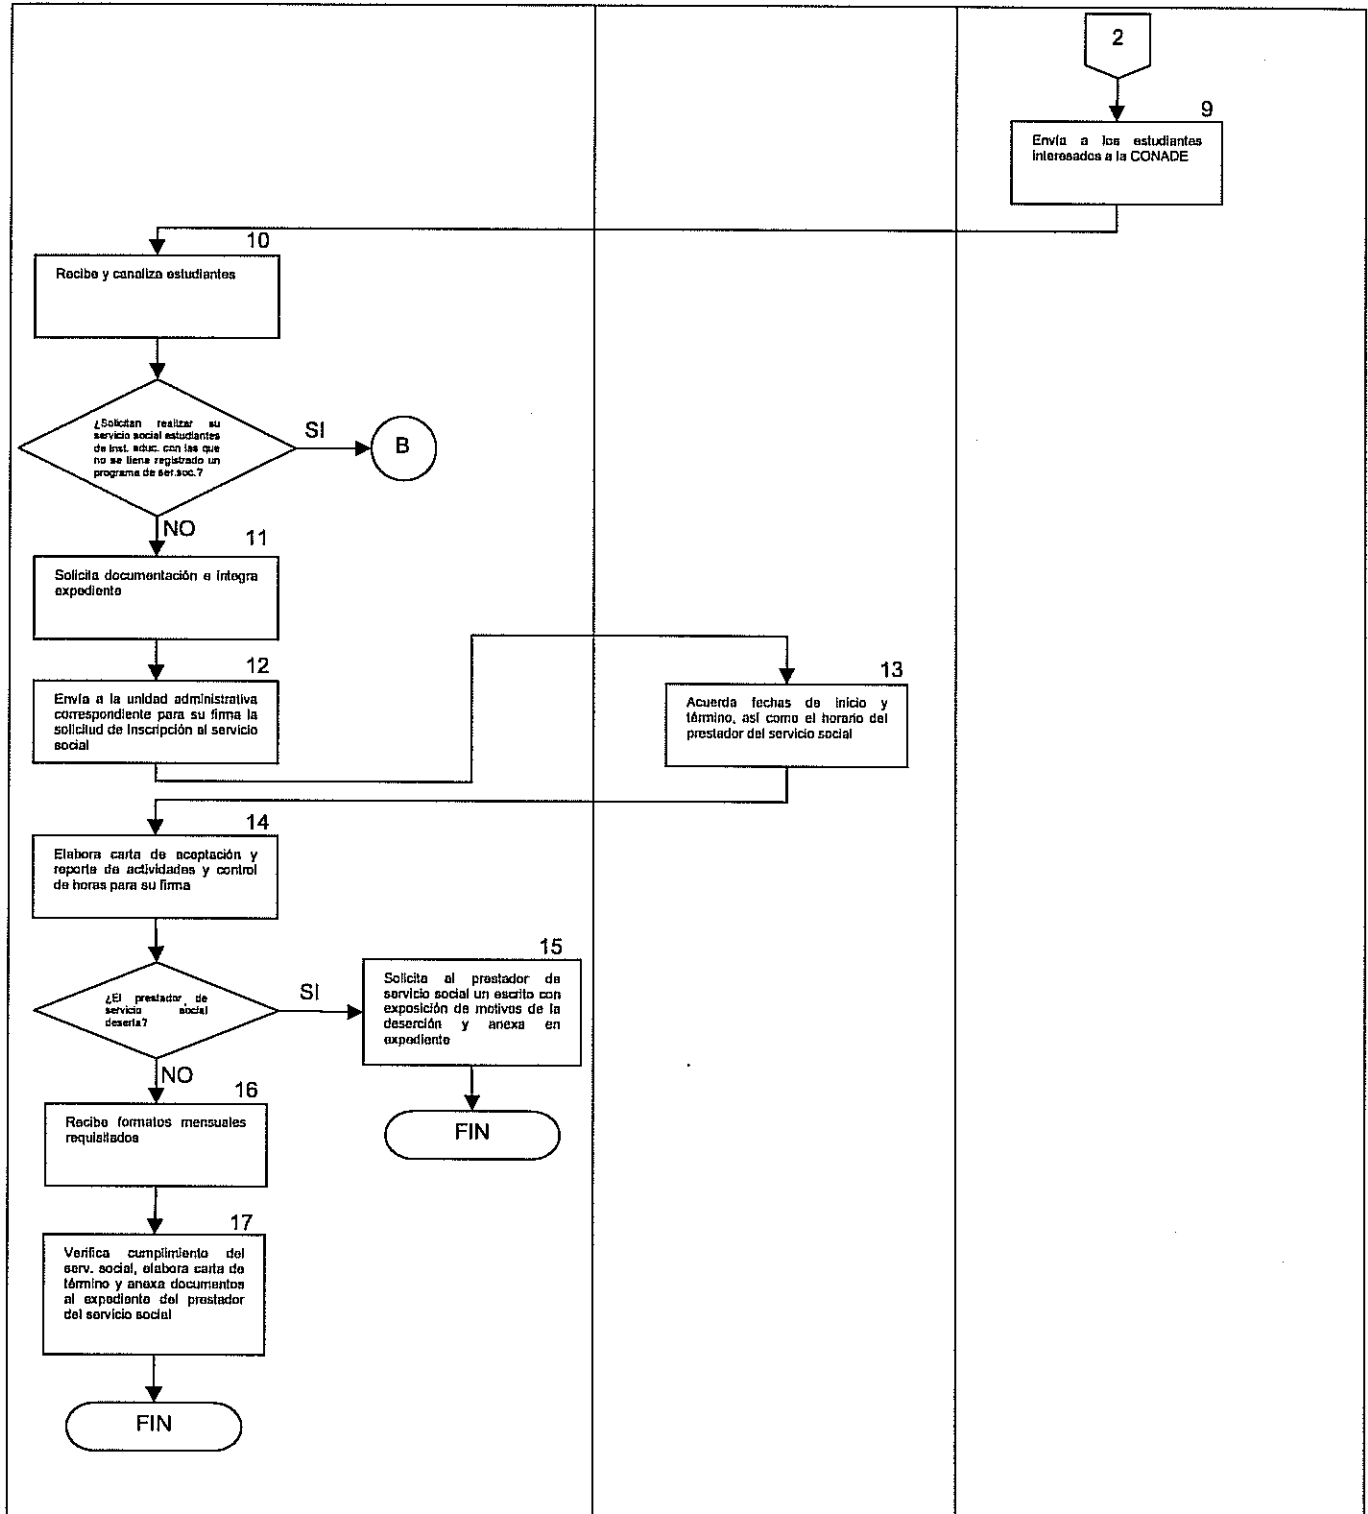 2
9
Envía a los estudiantes
interesados a la CONADE
10
Recibe y canaliza estudiantes
¿Solicitan realizar su
servicio social estudiantes
de Inst. educ. con las que
no se tiene registrado un
programa de ser.soc.?
SI
B
NO
11
Solicita documentación e integra
expediente
12
Envía a la unidad administrativa
correspondiente para su firma la
solicitud de Inscripción al servicio
social
13
Acuerda fechas de inicio y
término, así como el horario del
prestador del servicio social
14
Elabora carta de aceptación y
reporte de actividades y control
de horas para su firma
¿El prestador de
servicio social
deserta?
SI
15
Solicita al prestador de
servicio social un escrito con
exposición de motivos de la
deserción y anexa en
expediente
FIN
NO
16
Recibe formatos mensuales
requisitados
17
Verifica cumplimiento del
serv. social, elabora carta de
término y anexa documentos
al expediente del prestador
del servicio social
FIN